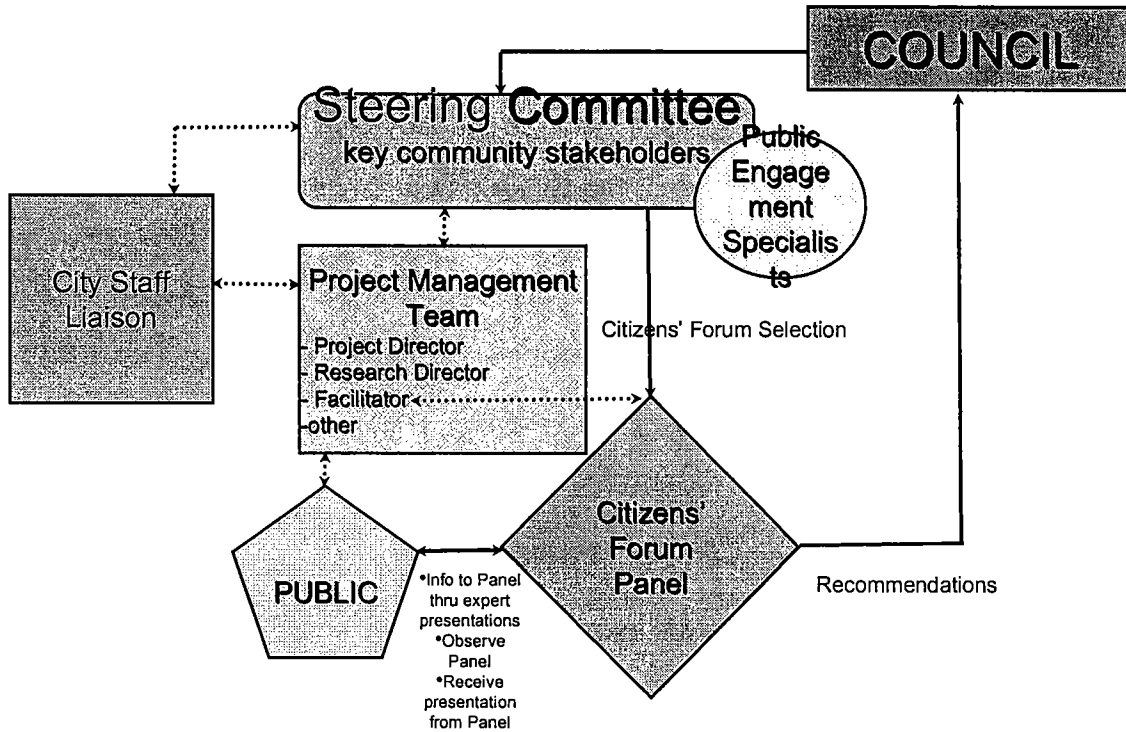 COUNCIL
Steering Committee
key community stakeholders
Public
Engage
ment
Specialis
ts
City Staff
Liaison
Project Management
Team
- Project Director
- Research Director
- Facilitator
-other
Citizens' Forum Selection
Citizens'
Forum
Panel
PUBLIC
•Info to Panel
thru expert
presentations
•Observe
Panel
•Receive
presentation
from Panel
Recommendations